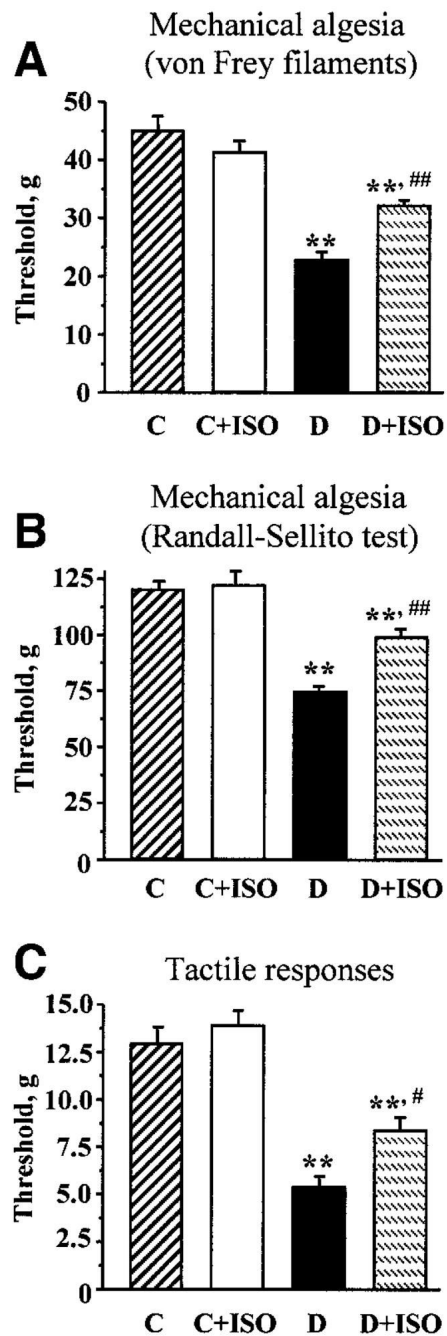 A
Mechanical algesia
(von Frey filaments)
Threshold, g
50
40
30
20
10
0
**
**, ##
C C+ISO D D+ISO
B
Mechanical algesia
(Randall-Sellito test)
Threshold, g
125
100
75
50
25
0
**
**, ##
C C+ISO D D+ISO
C
Tactile responses
Threshold, g
15.0
12.5
10.0
7.5
5.0
2.5
0
**
**, #
C C+ISO D D+ISO